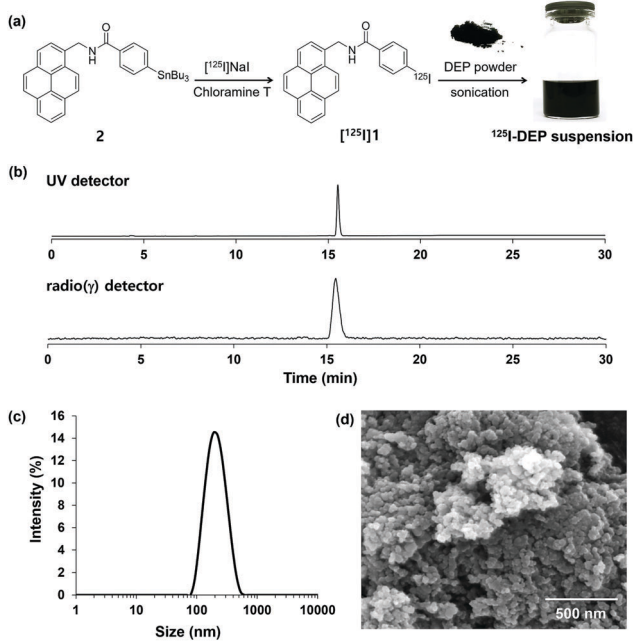 (a)
O
NH
SnBu3
2
[125I]NaI
Chloramine T
O
NH
125I
[125I]1
DEP powder
sonication
125I-DEP suspension
(b)
UV detector
0 5 10 15 20 25 30
radio(γ) detector
0 5 10 15 20 25 30
Time (min)
(c)
Intensity (%)
16
14
12
10
8
6
4
2
0
1 10 100 1000 10000
Size (nm)
(d)
500 nm